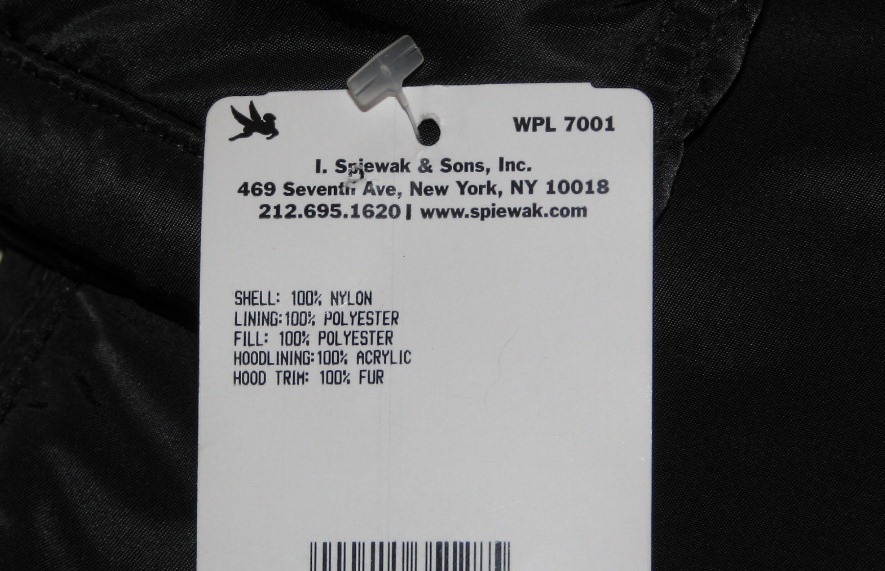 WPL 7001
I. Spiewak & Sons, Inc.
469 Seventh Ave, New York, NY 10018
212.695.1620 | www.spiewak.com
SHELL: 100% NYLON
LINING:100% POLYESTER
FILL: 100% POLYESTER
HOODLINING:100% ACRYLIC
HOOD TRIM: 100% FUR